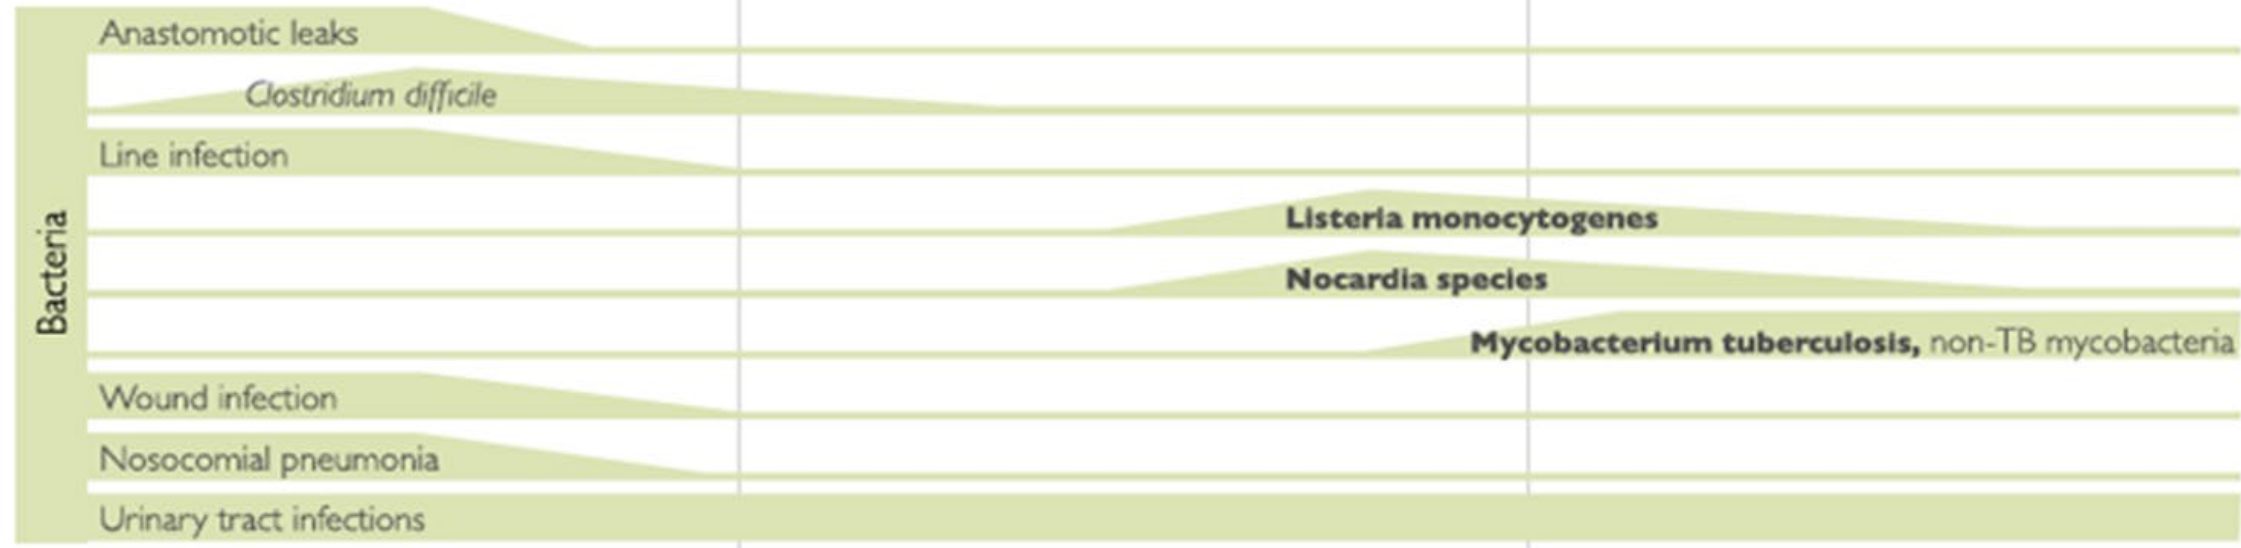 Bacteria
Anastomotic leaks
Clostridium difficile
Line infection
Listeria monocytogenes
Nocardia species
Mycobacterium tuberculosis, non-TB mycobacteria
Wound infection
Nosocomial pneumonia
Urinary tract infections